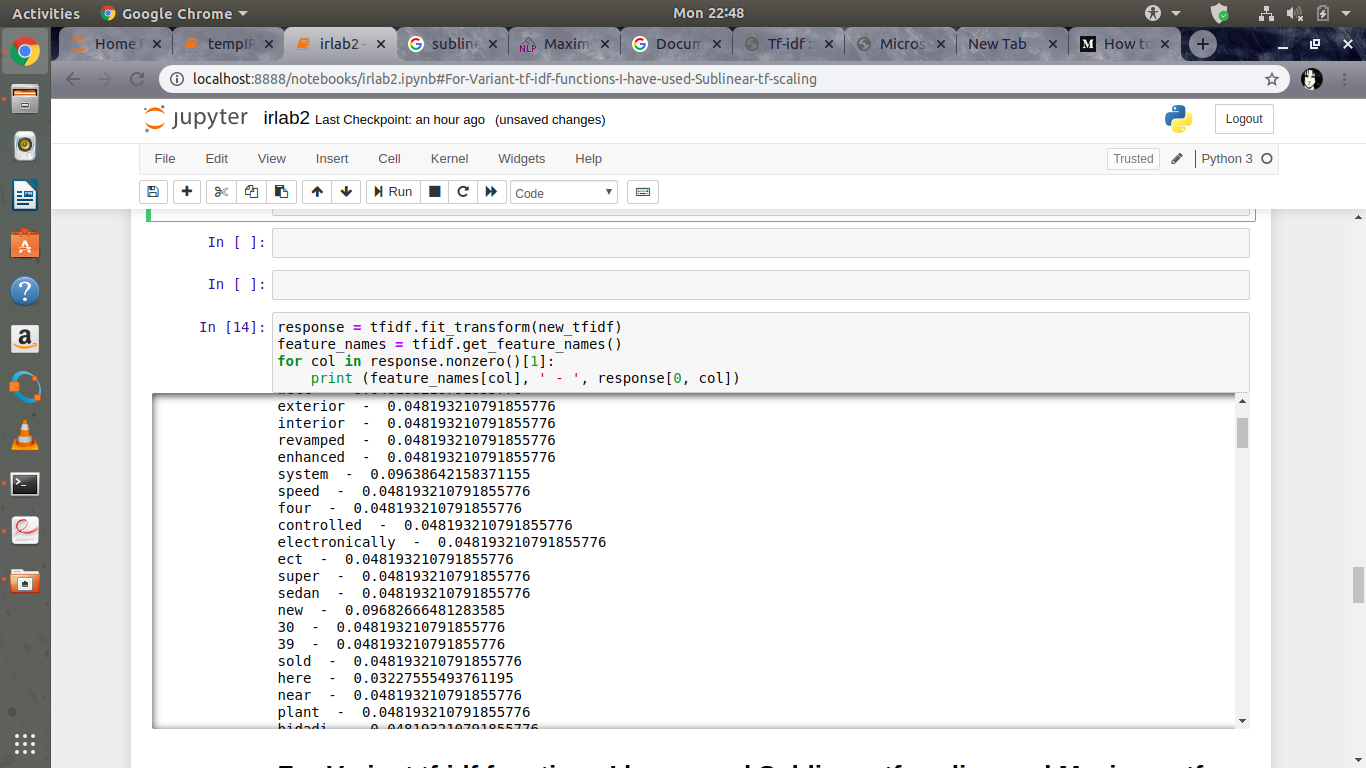 Activities Google Chrome Mon 22:48
Home tempIR irlab2 - sublin Maxim Docum Tf-idf : Micros New Tab How to
localhost:8888/notebooks/irlab2.ipynb#For-Variant-tf-idf-functions-I-have-used-Sublinear-tf-scaling
jupyter irlab2 Last Checkpoint: an hour ago (unsaved changes) Logout
File Edit View Insert Cell Kernel Widgets Help Trusted Python 3
Run Code
In [ ]:
In [ ]:
In [14]: response = tfidf.fit_transform(new_tfidf)
feature_names = tfidf.get_feature_names()
for col in response.nonzero()[1]:
print (feature_names[col], ' - ', response[0, col])
exterior - 0.048193210791855776
interior - 0.048193210791855776
revamped - 0.048193210791855776
enhanced - 0.048193210791855776
system - 0.09638642158371155
speed - 0.048193210791855776
four - 0.048193210791855776
controlled - 0.048193210791855776
electronically - 0.048193210791855776
ect - 0.048193210791855776
super - 0.048193210791855776
sedan - 0.048193210791855776
new - 0.09682666481283585
30 - 0.048193210791855776
39 - 0.048193210791855776
sold - 0.048193210791855776
here - 0.03227555493761195
near - 0.048193210791855776
plant - 0.048193210791855776
bidadi - 0.048193210791855776